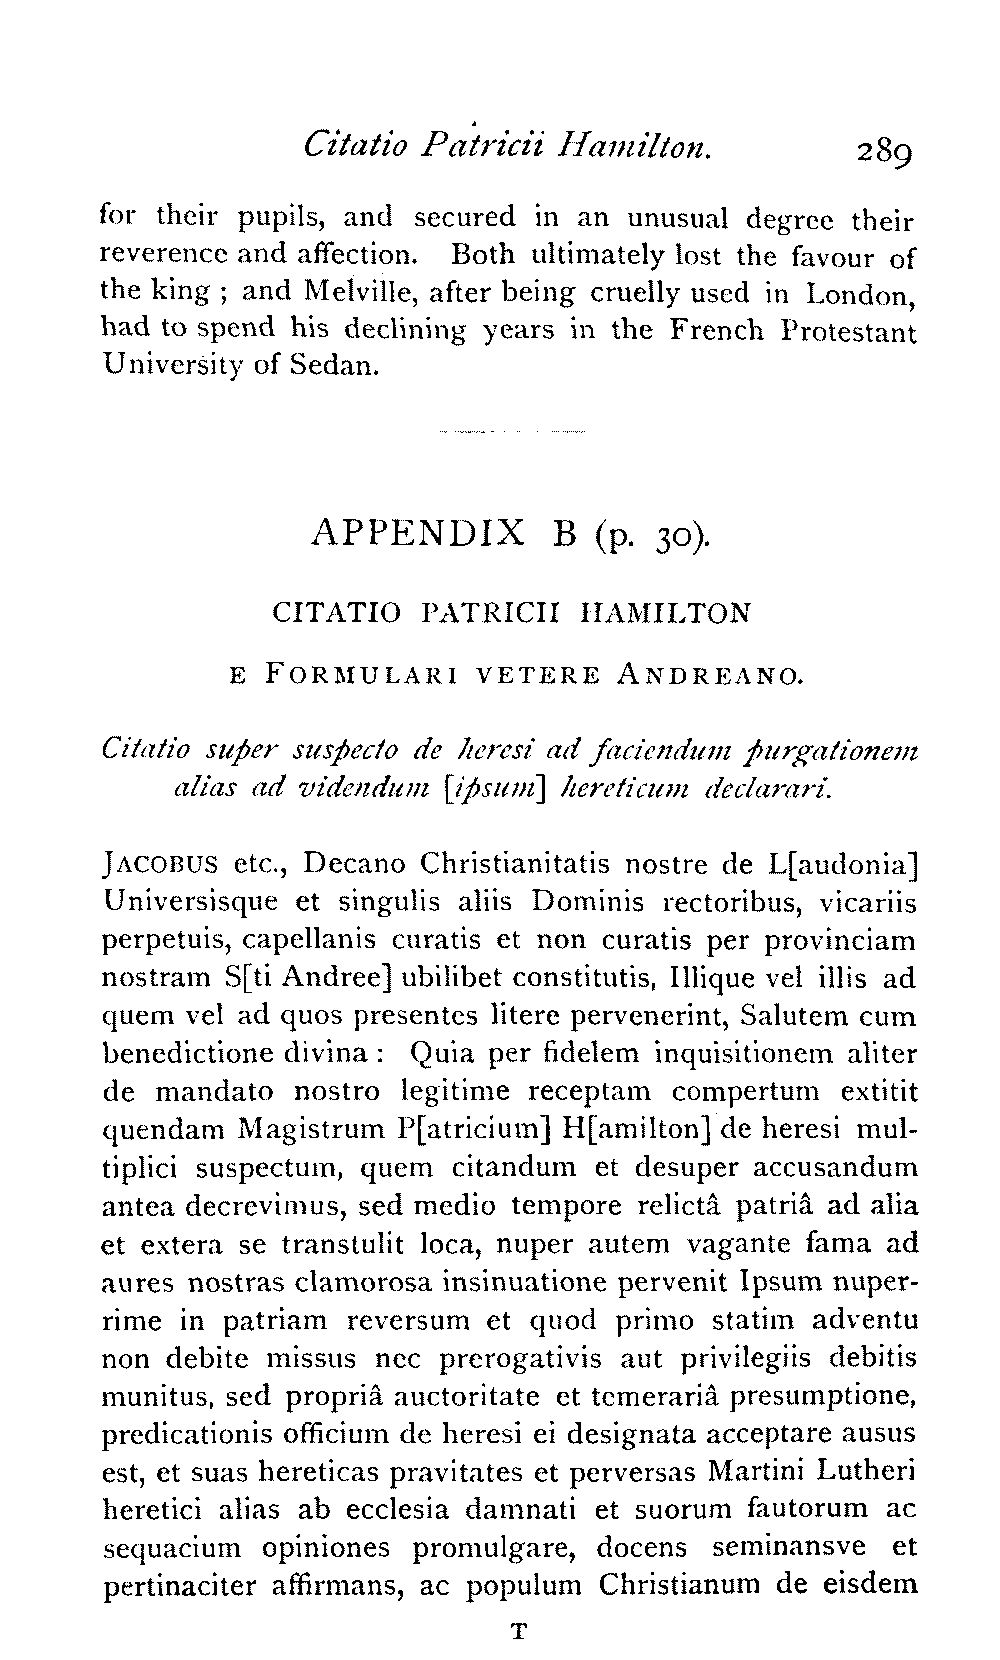 Citatio Patricii Hamilton. 289
for their pupils, and secured in an unusual degree their
reverence and affection. Both ultimately lost the favour of
the king ; and Melville, after being cruelly used in London,
had to spend his declining years in the French Protestant
University of Sedan.
APPENDIX B (p. 30).
CITATIO PATRICII HAMILTON
E FORMULARI VETERE ANDREANO.
Citatio super suspecto de heresi ad faciendum purgationem
alias ad videndum [ipsum] hereticum declarari.
JACOBUS etc., Decano Christianitatis nostre de L[audonia]
Universisque et singulis aliis Dominis rectoribus, vicariis
perpetuis, capellanis curatis et non curatis per provinciam
nostram S[ti Andree] ubilibet constitutis, Illique vel illis ad
quem vel ad quos presentes litere pervenerint, Salutem cum
benedictione divina : Quia per fidelem inquisitionem aliter
de mandato nostro legitime receptam compertum extitit
quendam Magistrum P[atricium] H[amilton] de heresi mul-
tiplici suspectum, quem citandum et desuper accusandum
antea decrevimus, sed medio tempore relictâ patriâ ad alia
et extera se transtulit loca, nuper autem vagante fama ad
aures nostras clamorosa insinuatione pervenit Ipsum nuper-
rime in patriam reversum et quod primo statim adventu
non debite missus nec prerogativis aut privilegiis debitis
munitus, sed propriâ auctoritate et temerariâ presumptione,
predicationis officium de heresi ei designata acceptare ausus
est, et suas hereticas pravitates et perversas Martini Lutheri
heretici alias ab ecclesia damnati et suorum fautorum ac
sequacium opiniones promulgare, docens seminansve et
pertinaciter affirmans, ac populum Christianum de eisdem
T